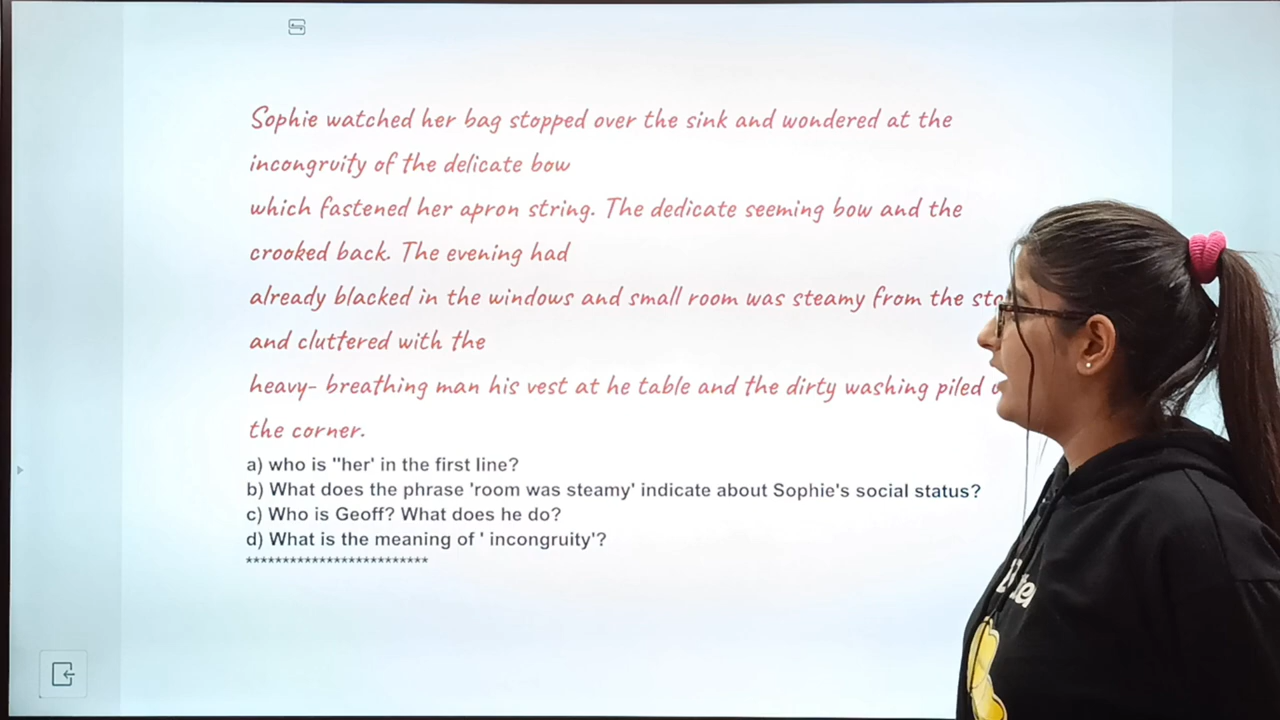 Sophie watched her bag stopped over the sink and wondered at the
incongruity of the delicate bow
which fastened her apron string. The dedicate seeming bow and the
crooked back. The evening had
already blacked in the windows and small room was steamy from the
and cluttered with the
heavy- breathing man his vest at he table and the dirty washing piled
the corner.
a) who is "her' in the first line?
b) What does the phrase 'room was steamy' indicate about Sophie's social status?
c) Who is Geoff? What does he do?
d) What is the meaning of ' incongruity'?
*************************